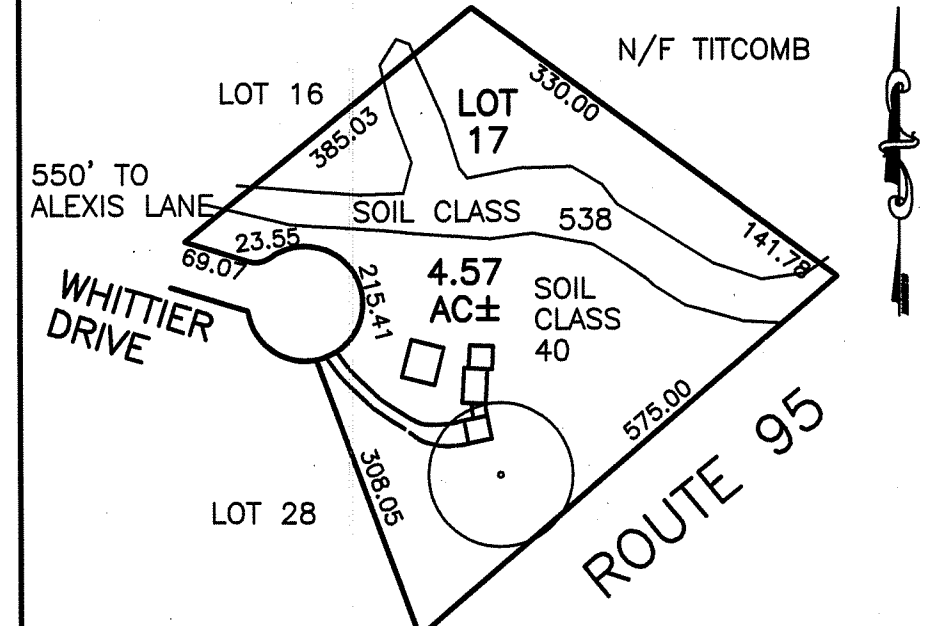 N/F TITCOMB
LOT 16
385.03
LOT
17
330.00
550' TO
ALEXIS LANE
SOIL CLASS 538
141.78
23.55
69.07
215.41
4.57
AC±
SOIL
CLASS
40
WHITTIER
DRIVE
575.00
ROUTE 95
308.05
LOT 28